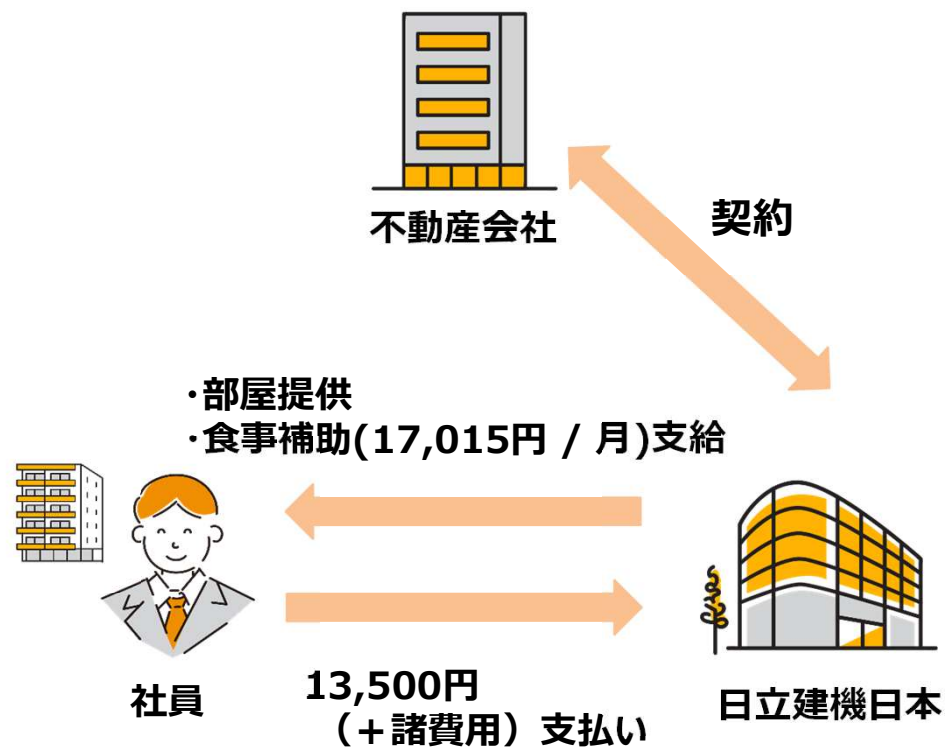 不動産会社
契約
・部屋提供
・食事補助(17,015円 / 月)支給
社員
13,500円
（＋諸費用）支払い
日立建機日本